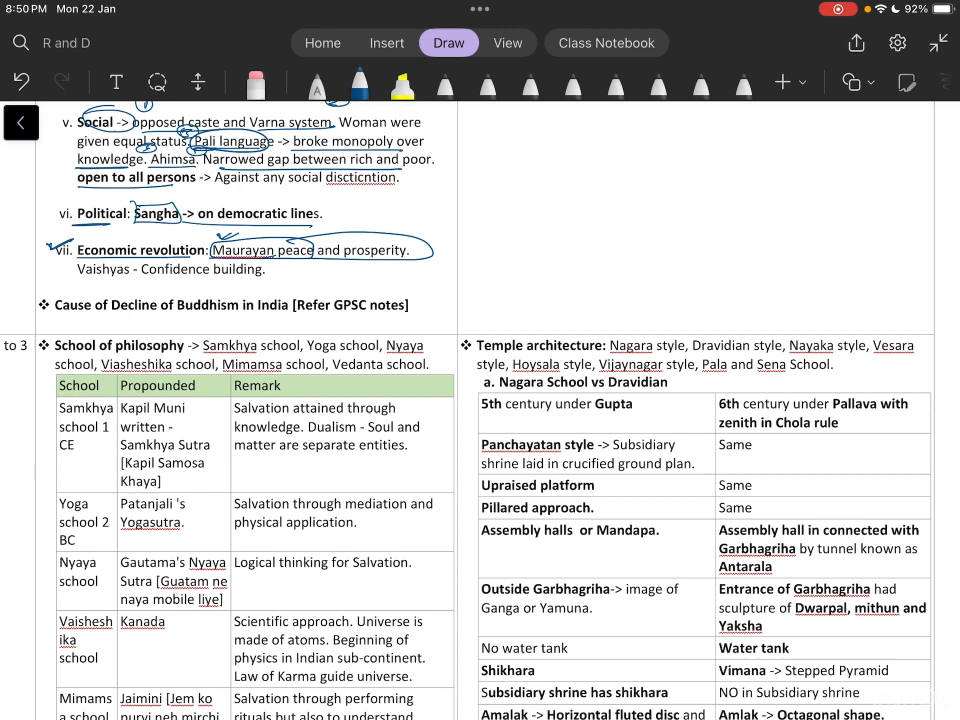 8:50 PM Mon 22 Jan
92%
R and D
Home Insert Draw View
Class Notebook
v. Social -> opposed caste and Varna system. Woman were
given equal status. Pali language -> broke monopoly over
knowledge. Ahimsa. Narrowed gap between rich and poor.
open to all persons -> Against any social disctictntion.
vi. Political: Sangha -> on democratic lines.
vii. Economic revolution: Maurayan peace and prosperity.
Vaishyas - Confidence building.
❖ Cause of Decline of Buddhism in India [Refer GPSC notes]
to 3
❖ School of philosophy -> Samkhya school, Yoga school, Nyaya
school, Viasheshika school, Mimamsa school, Vedanta school.
School Propounded Remark
Samkhya
school 1
CE
Kapil Muni
written -
Samkhya Sutra
[Kapil Samosa
Khaya]
Salvation attained through
knowledge. Dualism - Soul and
matter are separate entities.
Yoga
school 2
BC
Patanjali 's
Yogasutra.
Salvation through mediation and
physical application.
Nyaya
school
Gautama's Nyaya
Sutra [Guatam ne
naya mobile liye]
Logical thinking for Salvation.
Vaishesh
ika
school
Kanada
Scientific approach. Universe is
made of atoms. Beginning of
physics in Indian sub-continent.
Law of Karma guide universe.
Mimams
a school
Jaimini [Jem ko
purvi neh mirchi
Salvation through performing
rituals but also to understand
❖ Temple architecture: Nagara style, Dravidian style, Nayaka style, Vesara
style, Hoysala style, Vijaynagar style, Pala and Sena School.
a. Nagara School vs Dravidian
5th century under Gupta
6th century under Pallava with
zenith in Chola rule
Panchayatan style -> Subsidiary
shrine laid in crucified ground plan.
Same
Upraised platform
Same
Pillared approach.
Same
Assembly halls or Mandapa.
Assembly hall in connected with
Garbhagriha by tunnel known as
Antarala
Outside Garbhagriha-> image of
Ganga or Yamuna.
Entrance of Garbhagriha had
sculpture of Dwarpal, mithun and
Yaksha
No water tank
Water tank
Shikhara
Vimana -> Stepped Pyramid
Subsidiary shrine has shikhara
NO in Subsidiary shrine
Amalak -> Horizontal fluted disc and
Amlak -> Octagonal shape.